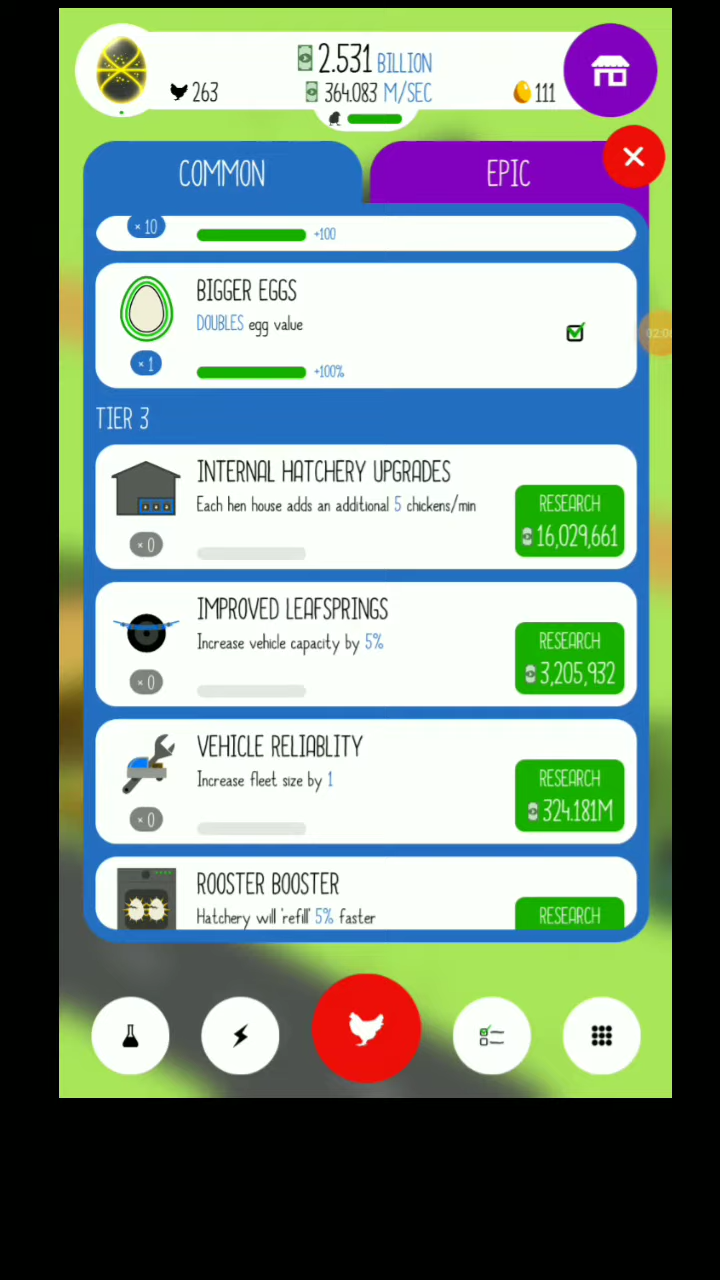 2.531 BILLION
263
364.083 M/SEC
111
COMMON
EPIC
× 10
+100
BIGGER EGGS
DOUBLES egg value
× 1
+100%
TIER 3
INTERNAL HATCHERY UPGRADES
Each hen house adds an additional 5 chickens/min
RESEARCH
16,029,661
× 0
IMPROVED LEAFSPRINGS
Increase vehicle capacity by 5%
RESEARCH
3,205,932
× 0
VEHICLE RELIABLITY
Increase fleet size by 1
RESEARCH
324.181M
× 0
ROOSTER BOOSTER
Hatchery will 'refill' 5% faster
RESEARCH